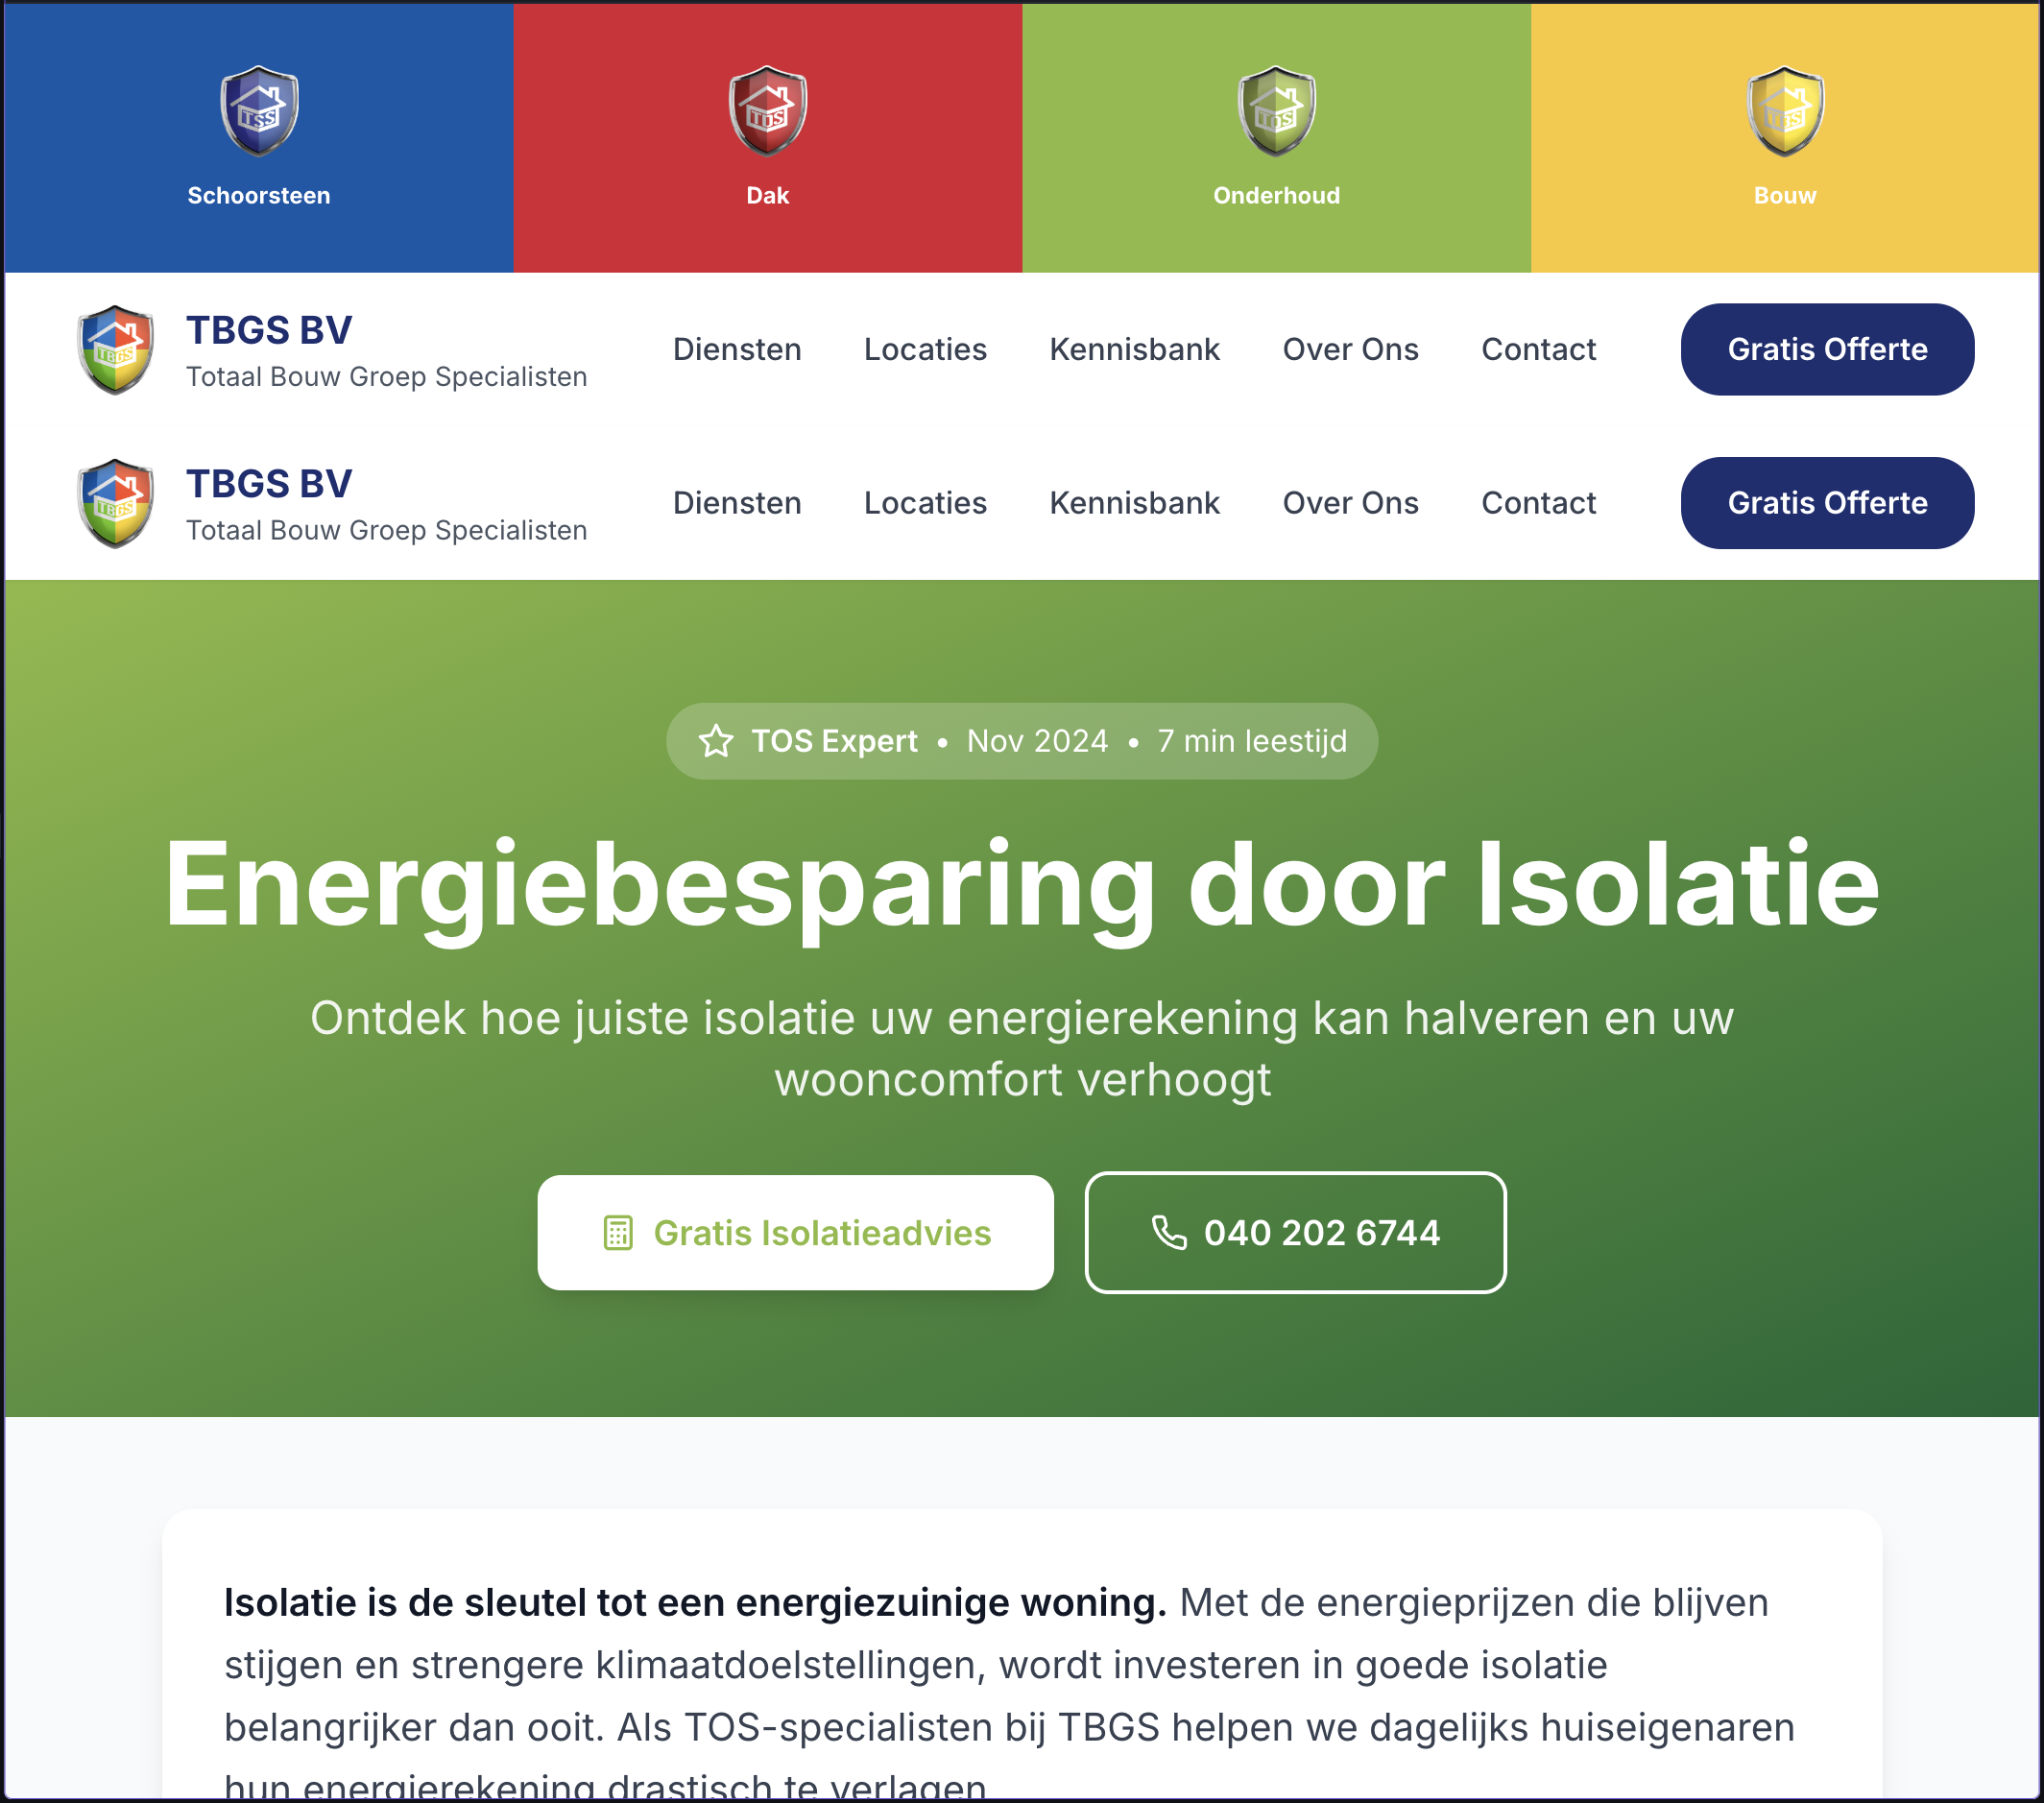 TSS
TDS
TOS
TBS
Schoorsteen
Dak
Onderhoud
Bouw
TBGS
TBGS BV
Totaal Bouw Groep Specialisten
Diensten
Locaties
Kennisbank
Over Ons
Contact
Gratis Offerte
TBGS
TBGS BV
Totaal Bouw Groep Specialisten
Diensten
Locaties
Kennisbank
Over Ons
Contact
Gratis Offerte
TOS Expert • Nov 2024 • 7 min leestijd
Energiebesparing door Isolatie
Ontdek hoe juiste isolatie uw energierekening kan halveren en uw
wooncomfort verhoogt
Gratis Isolatieadvies
040 202 6744
Isolatie is de sleutel tot een energiezuinige woning. Met de energieprijzen die blijven
stijgen en strengere klimaatdoelstellingen, wordt investeren in goede isolatie
belangrijker dan ooit. Als TOS-specialisten bij TBGS helpen we dagelijks huiseigenaren
hun energierekening drastisch te verlagen